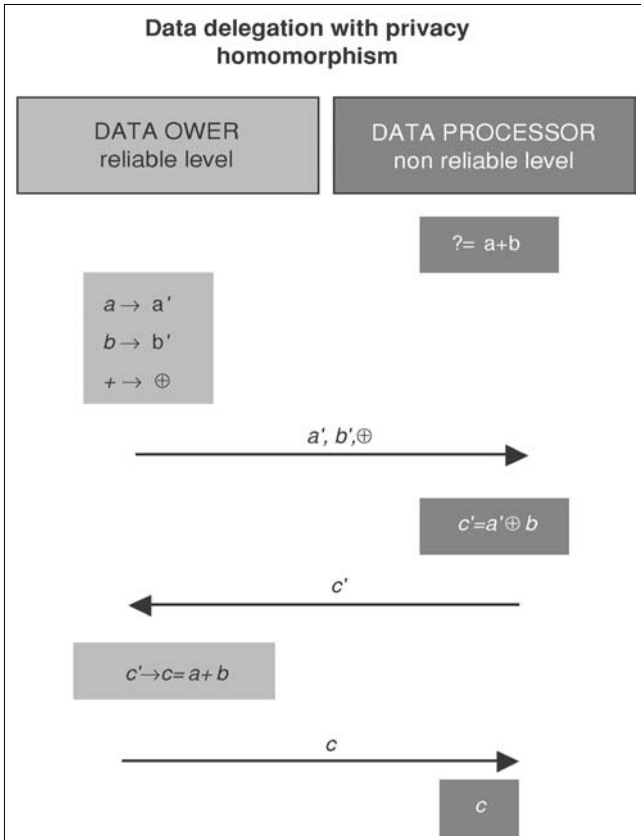 Data delegation with privacy
homomorphism
DATA OWER
reliable level
DATA PROCESSOR
non reliable level
?= a+b
a → a'
b → b'
+ → ⊕
a', b',⊕
c'=a'⊕ b
c'
c'→c= a+ b
c
c